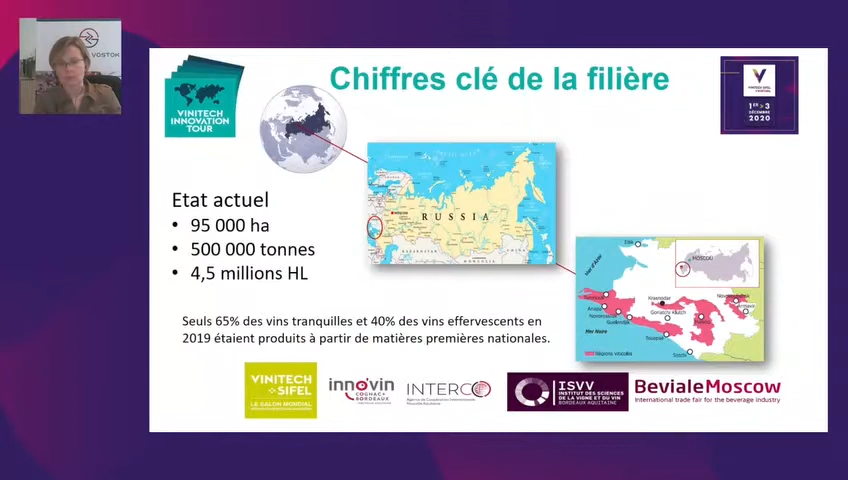 VOSTOK
Chiffres clé de la filière
VINITECH
INNOVATION
TOUR
VINITECH SIFEL
1ER > 3
DÉCEMBRE
2020
Etat actuel
• 95 000 ha
• 500 000 tonnes
• 4,5 millions HL
RUSSIA
MOSCOU
Mer d'Azov
Krasnodar
Mer Noire
Seuls 65% des vins tranquilles et 40% des vins effervescents en
2019 étaient produits à partir de matières premières nationales.
VINITECH
SIFEL
LE SALON MONDIAL
innovin
COGNAC
BORDEAUX
INTERCO
ISVV
INSTITUT DES SCIENCES
DE LA VIGNE ET DU VIN
BORDEAUX AQUITAINE
BevialeMoscow
International trade fair for the beverage industry